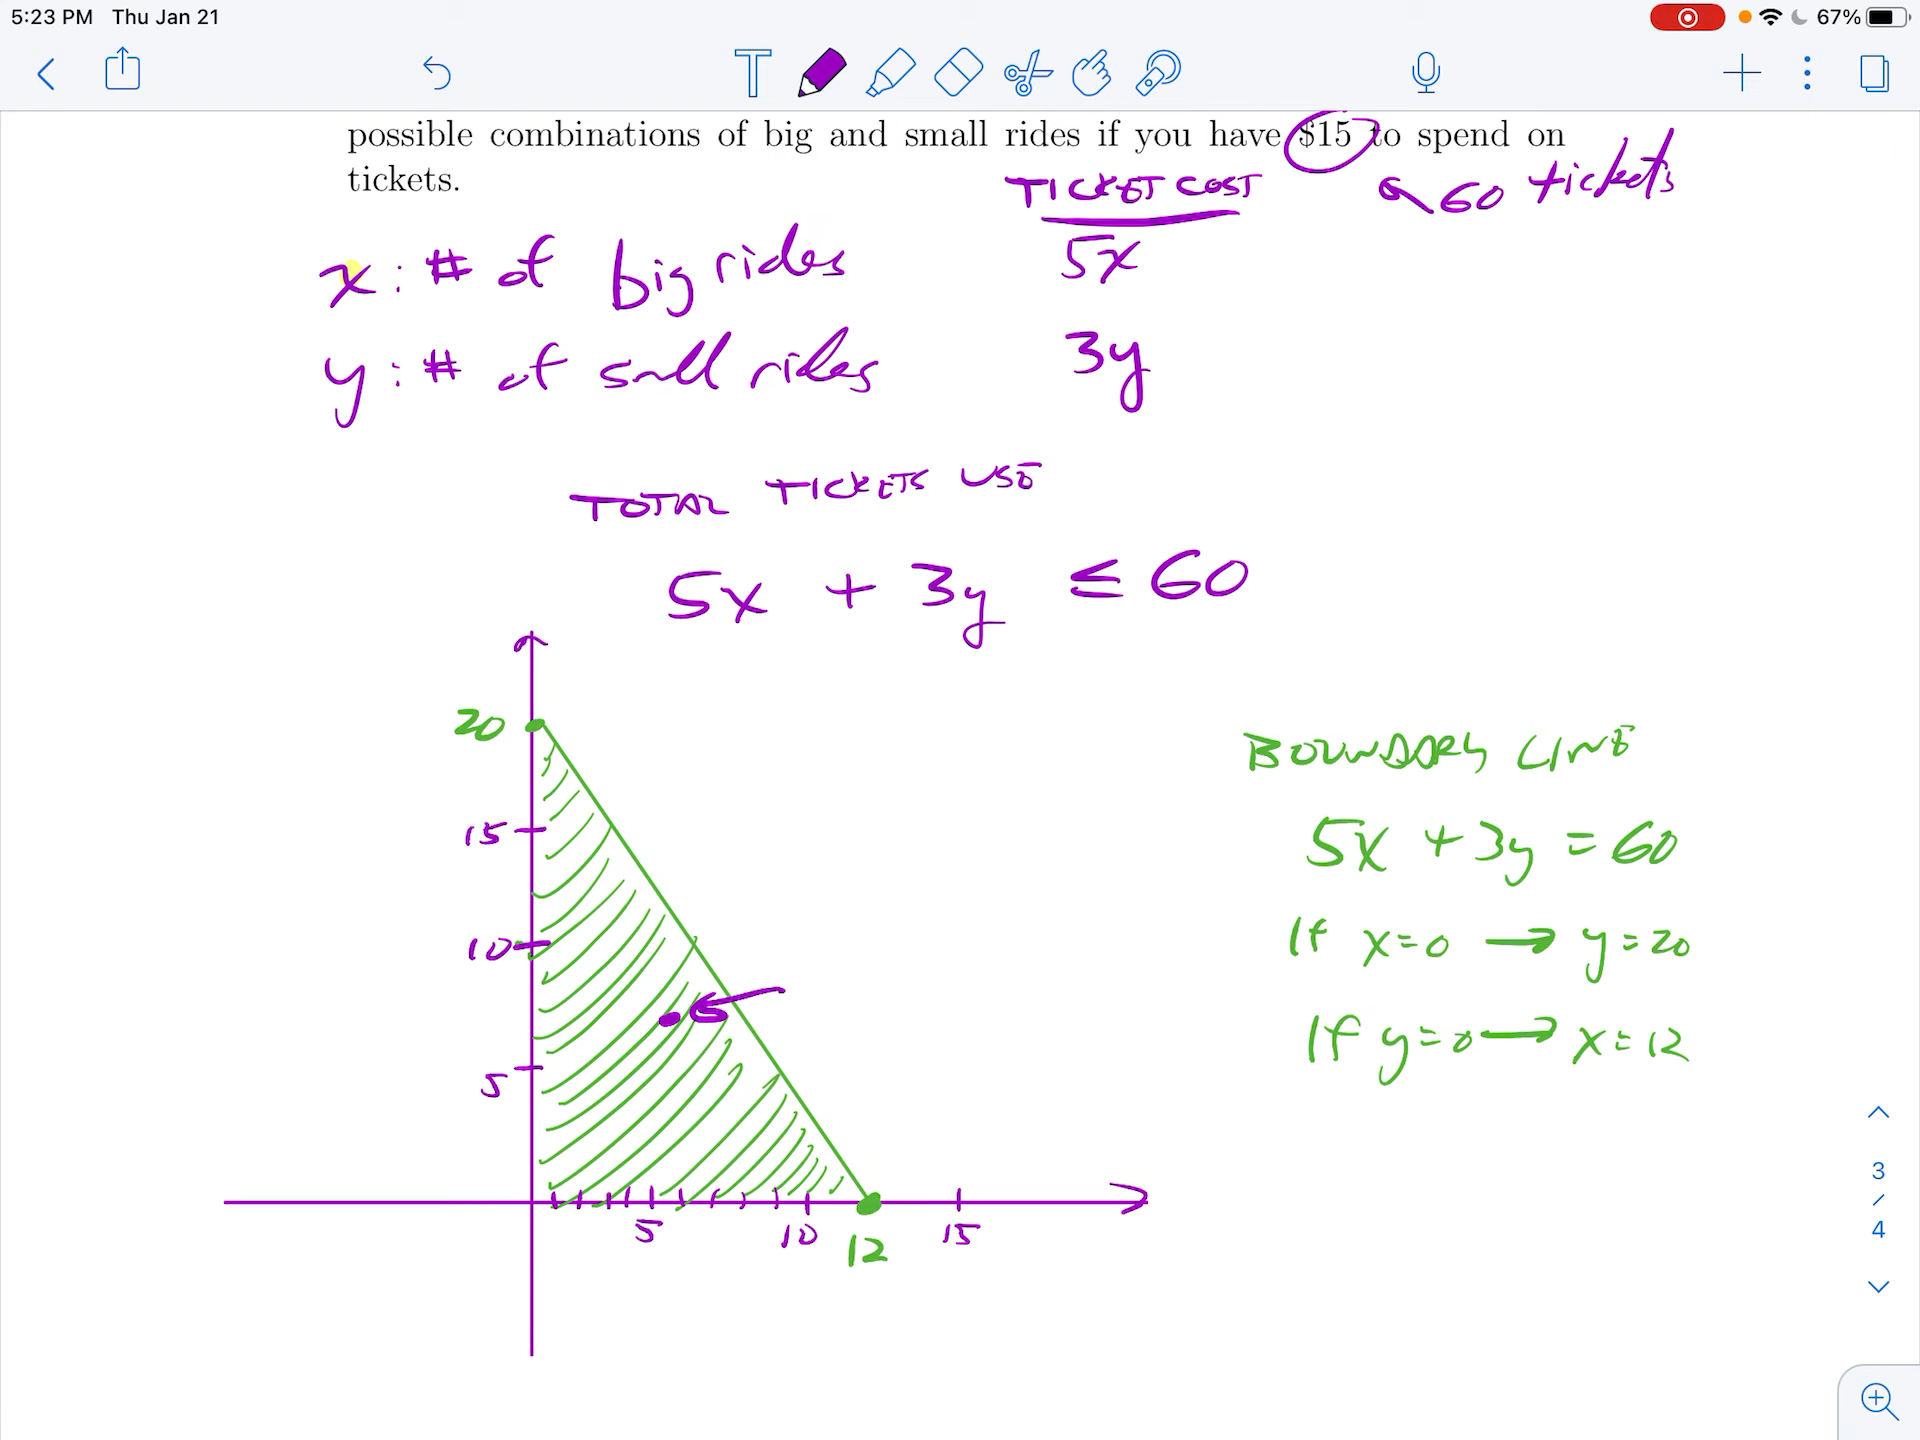 5:23 PM Thu Jan 21 67%
possible combinations of big and small rides if you have $15 to spend on
tickets.
TICKET COST 60 tickets
x : # of big rides 5x
y : # of small rides 3y
TOTAL TICKETS USE
5x + 3y ≤ 60
20
15
10
5
5 10 12 15
BOUNDARY LINE
5x + 3y = 60
If x=0 → y=20
If y=0 → x=12
3
/
4